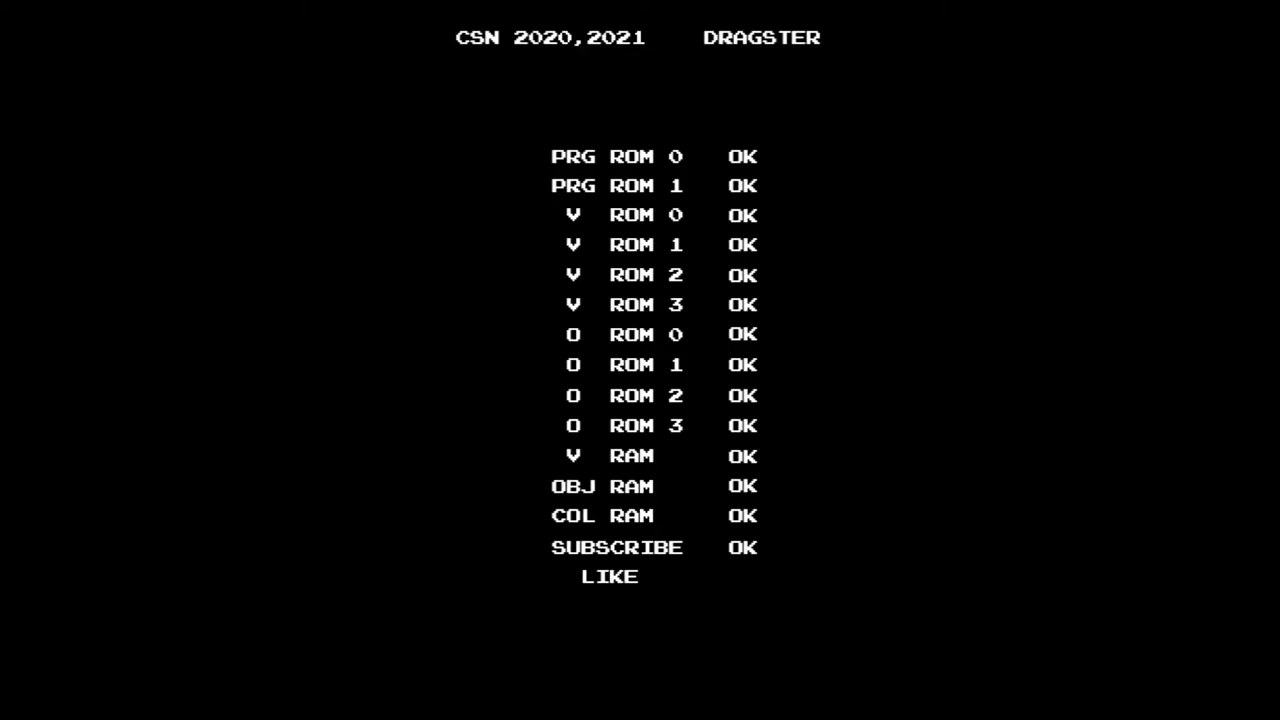 CSN 2020,2021 DRAGSTER
PRG ROM 0 OK
PRG ROM 1 OK
V ROM 0 OK
V ROM 1 OK
V ROM 2 OK
V ROM 3 OK
O ROM 0 OK
O ROM 1 OK
O ROM 2 OK
O ROM 3 OK
V RAM OK
OBJ RAM OK
COL RAM OK
SUBSCRIBE OK
LIKE